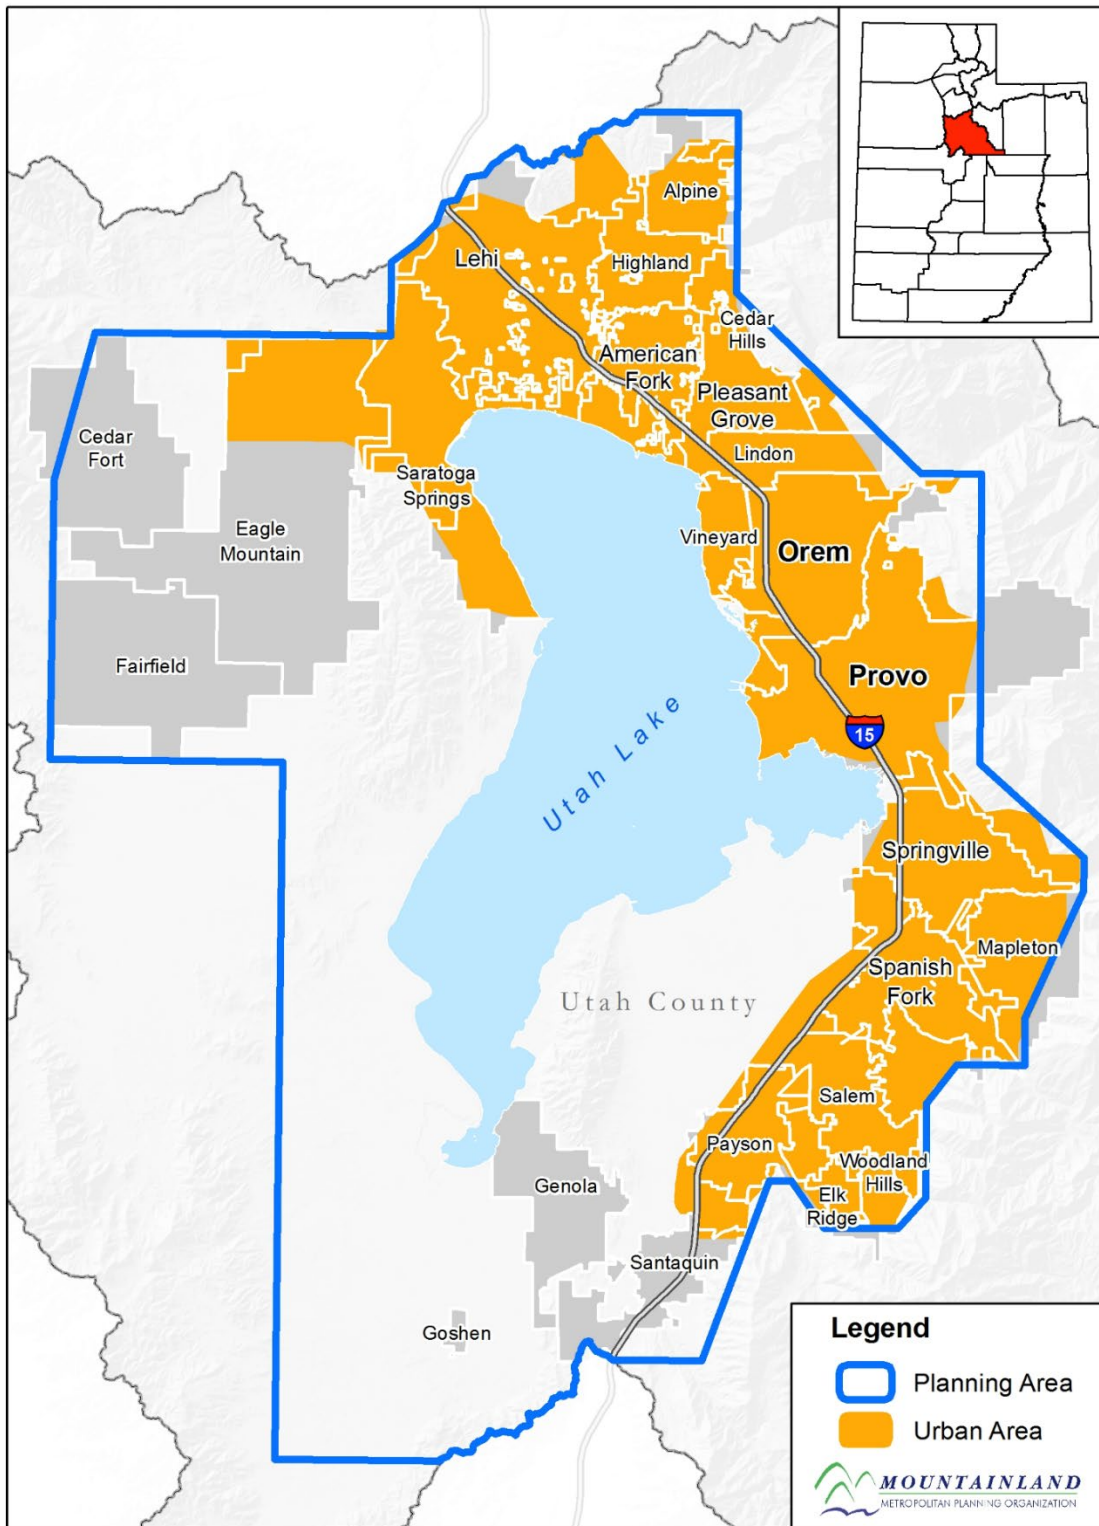 Alpine
Lehi
Highland
Cedar
Hills
American
Fork
Pleasant
Grove
Cedar
Fort
Lindon
Saratoga
Springs
Eagle
Mountain
Vineyard
Orem
Fairfield
Provo
15
Utah Lake
Springville
Mapleton
Spanish
Fork
Utah County
Salem
Payson
Woodland
Hills
Genola
Elk
Ridge
Santaquin
Goshen
Legend
Planning Area
Urban Area
MOUNTAINLAND
METROPOLITAN PLANNING ORGANIZATION